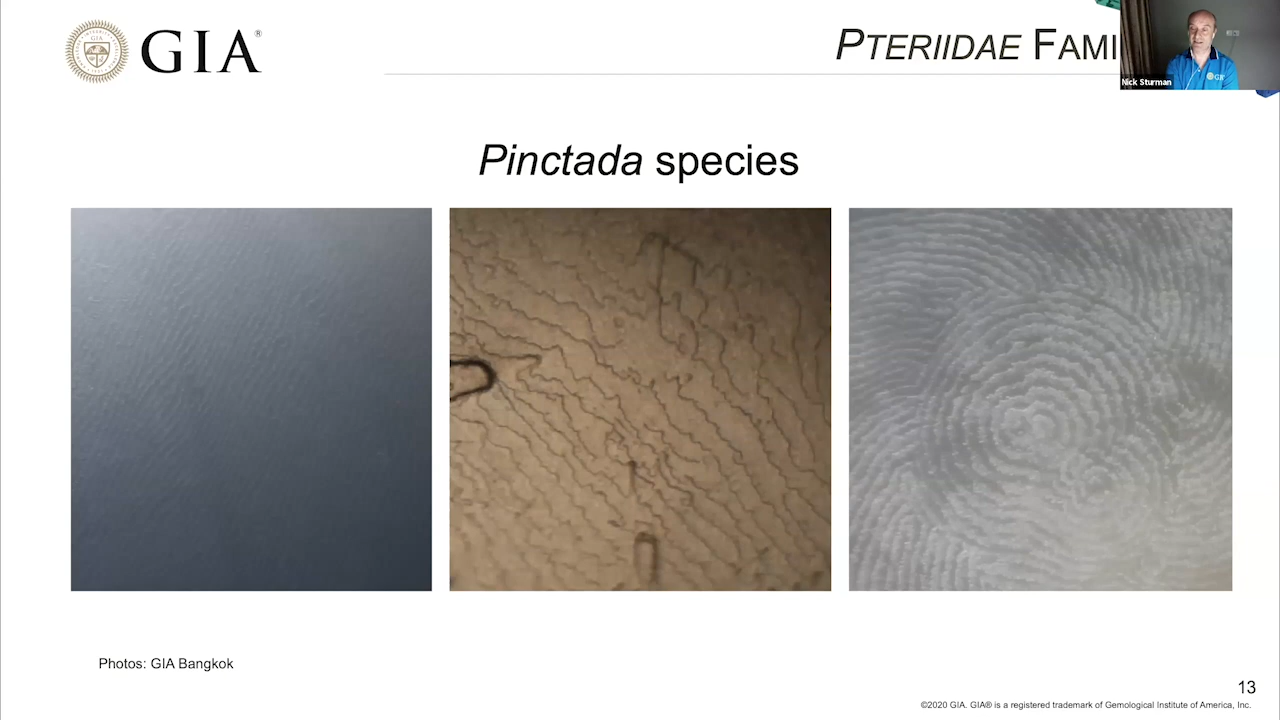 GIA®
PTERIIDAE FAMI
Nick Sturman
Pinctada species
Photos: GIA Bangkok
13
©2020 GIA. GIA® is a registered trademark of Gemological Institute of America, Inc.